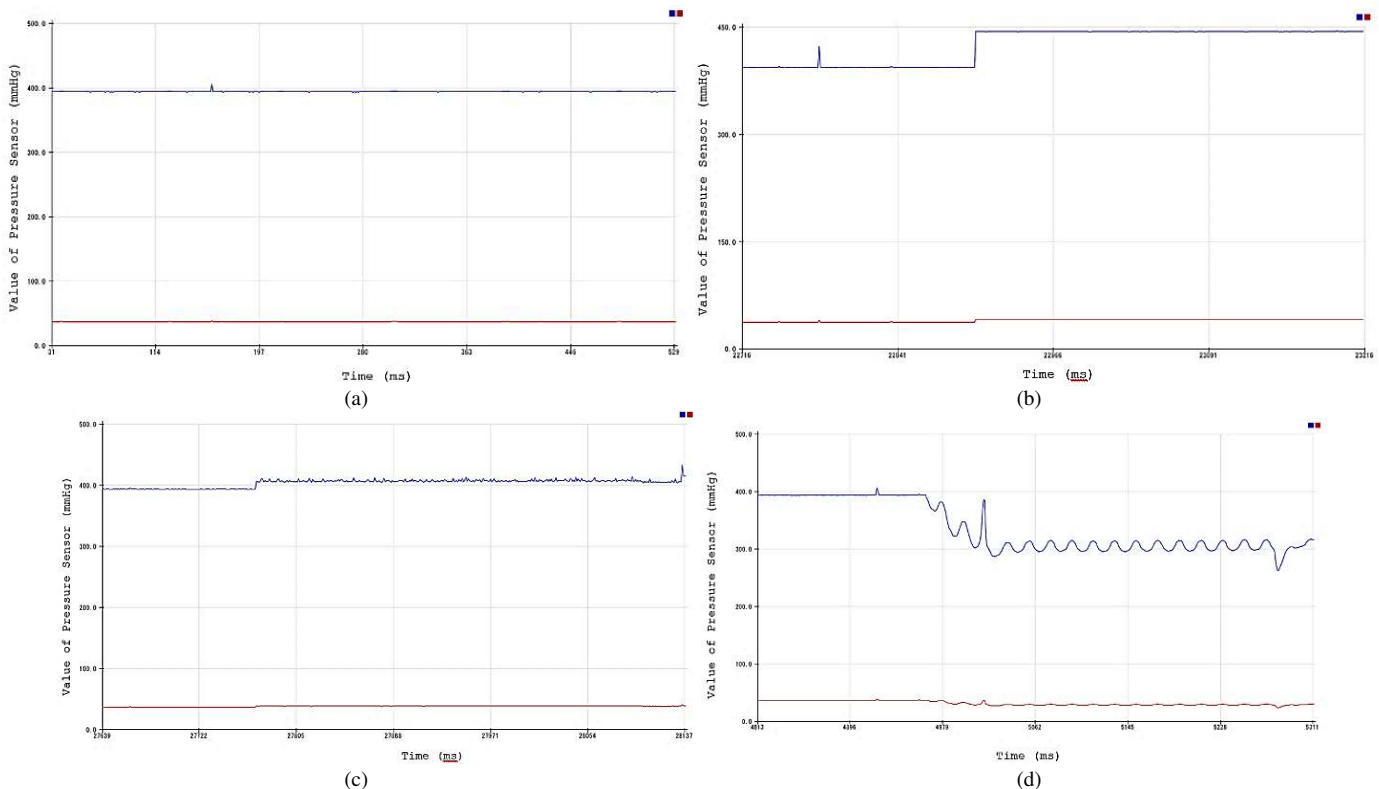 500.0
400.0
300.0
200.0
100.0
0.0
Value of Pressure Sensor (mmHg)
31 114 197 280 363 446 529
Time (ms)
(a)
450.0
300.0
150.0
0.0
Value of Pressure Sensor (mmHg)
22716 22841 22966 23091 23216
Time (ms)
(b)
500.0
400.0
300.0
200.0
100.0
0.0
Value of Pressure Sensor (mmHg)
27639 27722 27805 27888 27971 28054 28137
Time (ms)
(c)
500.0
400.0
300.0
200.0
100.0
0.0
Value of Pressure Sensor (mmHg)
4813 4896 4979 5062 5145 5228 5311
Time (ms)
(d)